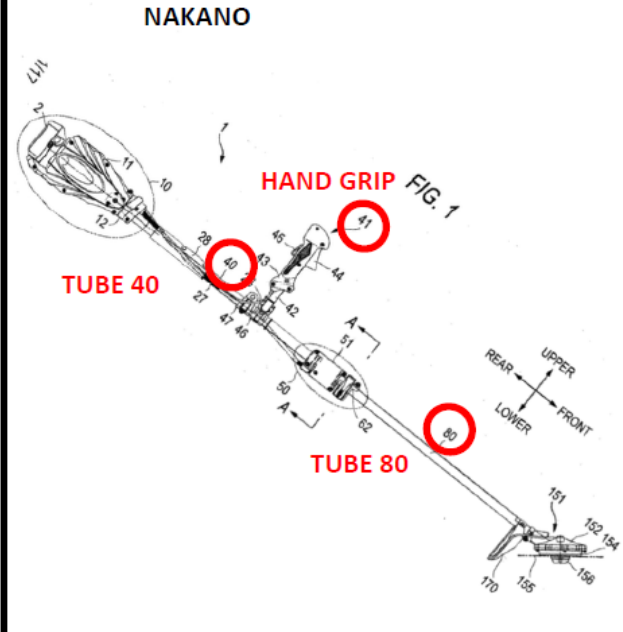 NAKANO
1/17
2
1
11
10
HAND GRIP
FIG. 1
12
41
45
28
40
43
44
TUBE 40
27
42
47
46
A
51
UPPER
REAR
50
A
62
LOWER
FRONT
80
TUBE 80
151
152
154
170
155
156